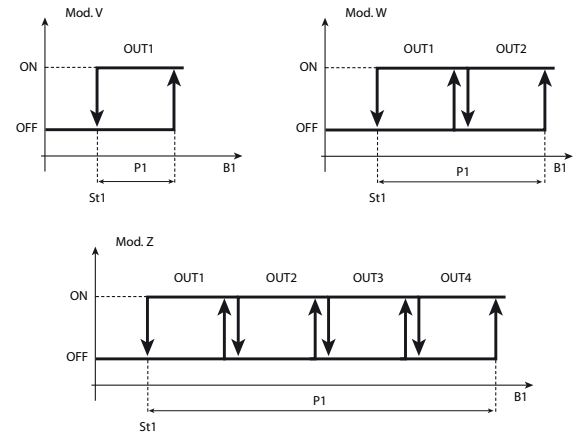 Mod. V
OUT1
ON
OFF
P1
B1
St1
Mod. W
OUT1 OUT2
ON
OFF
P1
B1
St1
Mod. Z
OUT1 OUT2 OUT3 OUT4
ON
OFF
P1
B1
St1